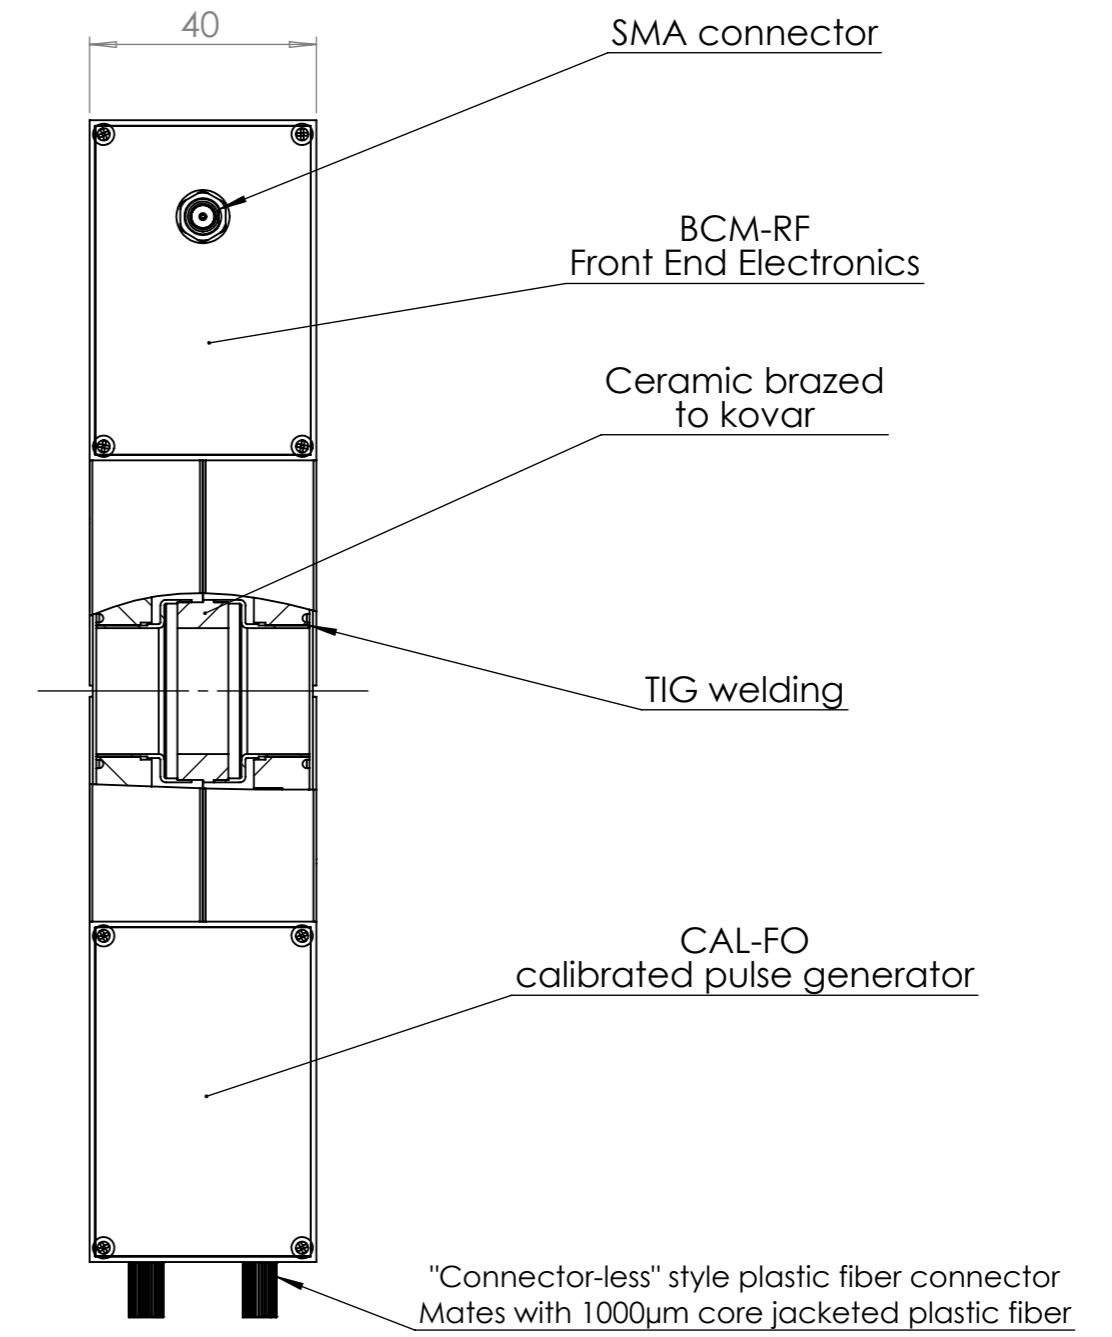 40
SMA connector
BCM-RF
Front End Electronics
Ceramic brazed
to kovar
TIG welding
CAL-FO
calibrated pulse generator
"Connector-less" style plastic fiber connector
Mates with 1000µm core jacketed plastic fiber